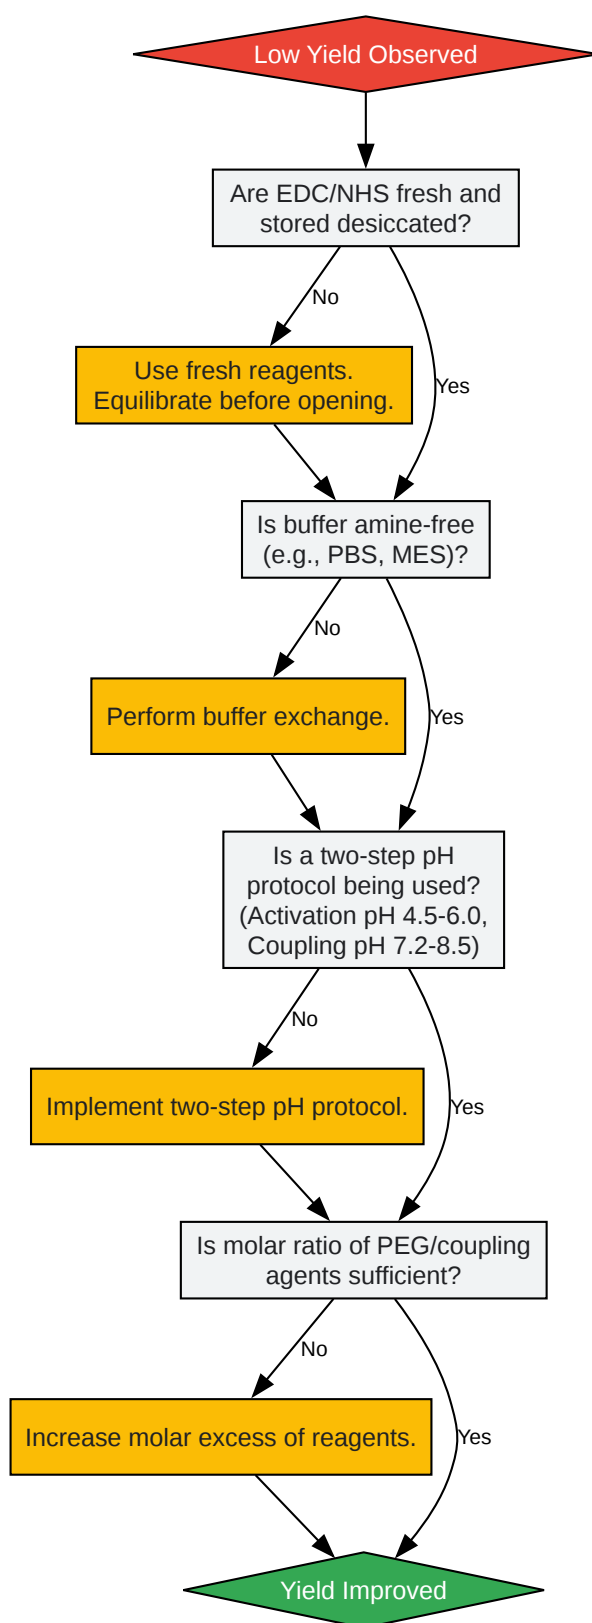 Low Yield Observed
Are EDC/NHS fresh and
stored desiccated?
No
Yes
Use fresh reagents.
Equilibrate before opening.
Is buffer amine-free
(e.g., PBS, MES)?
No
Yes
Perform buffer exchange.
Is a two-step pH
protocol being used?
(Activation pH 4.5-6.0,
Coupling pH 7.2-8.5)
No
Yes
Implement two-step pH protocol.
Is molar ratio of PEG/coupling
agents sufficient?
No
Yes
Increase molar excess of reagents.
Yield Improved